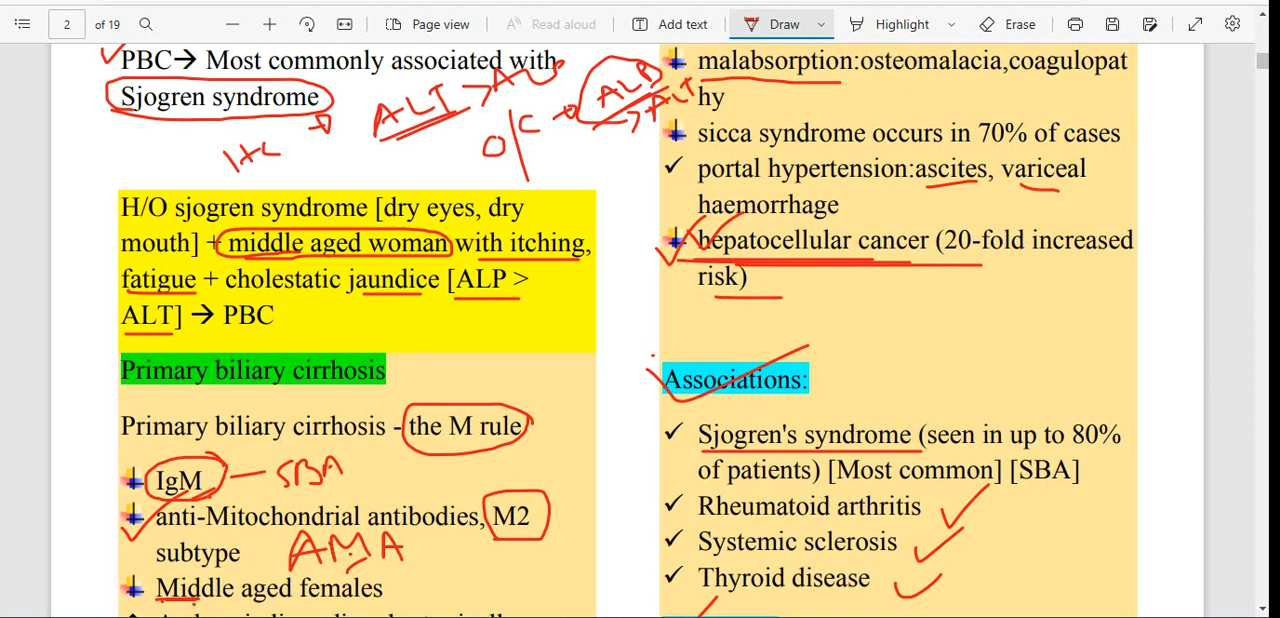 2 of 19 Page view Read aloud Add text Draw Highlight Erase
PBC→ Most commonly associated with
Sjogren syndrome
ALT >
O/C → ALP
> ALT
H/O sjogren syndrome [dry eyes, dry
mouth] + middle aged woman with itching,
fatigue + cholestatic jaundice [ALP >
ALT] → PBC
Primary biliary cirrhosis
Primary biliary cirrhosis - the M rule
IgM – SBA
anti-Mitochondrial antibodies, M2
subtype AMA
Middle aged females
malabsorption:osteomalacia,coagulopat
hy
sicca syndrome occurs in 70% of cases
✓ portal hypertension:ascites, variceal
haemorrhage
hepatocellular cancer (20-fold increased
risk)
Associations:
✓ Sjogren's syndrome (seen in up to 80%
of patients) [Most common] [SBA]
✓ Rheumatoid arthritis
✓ Systemic sclerosis
✓ Thyroid disease